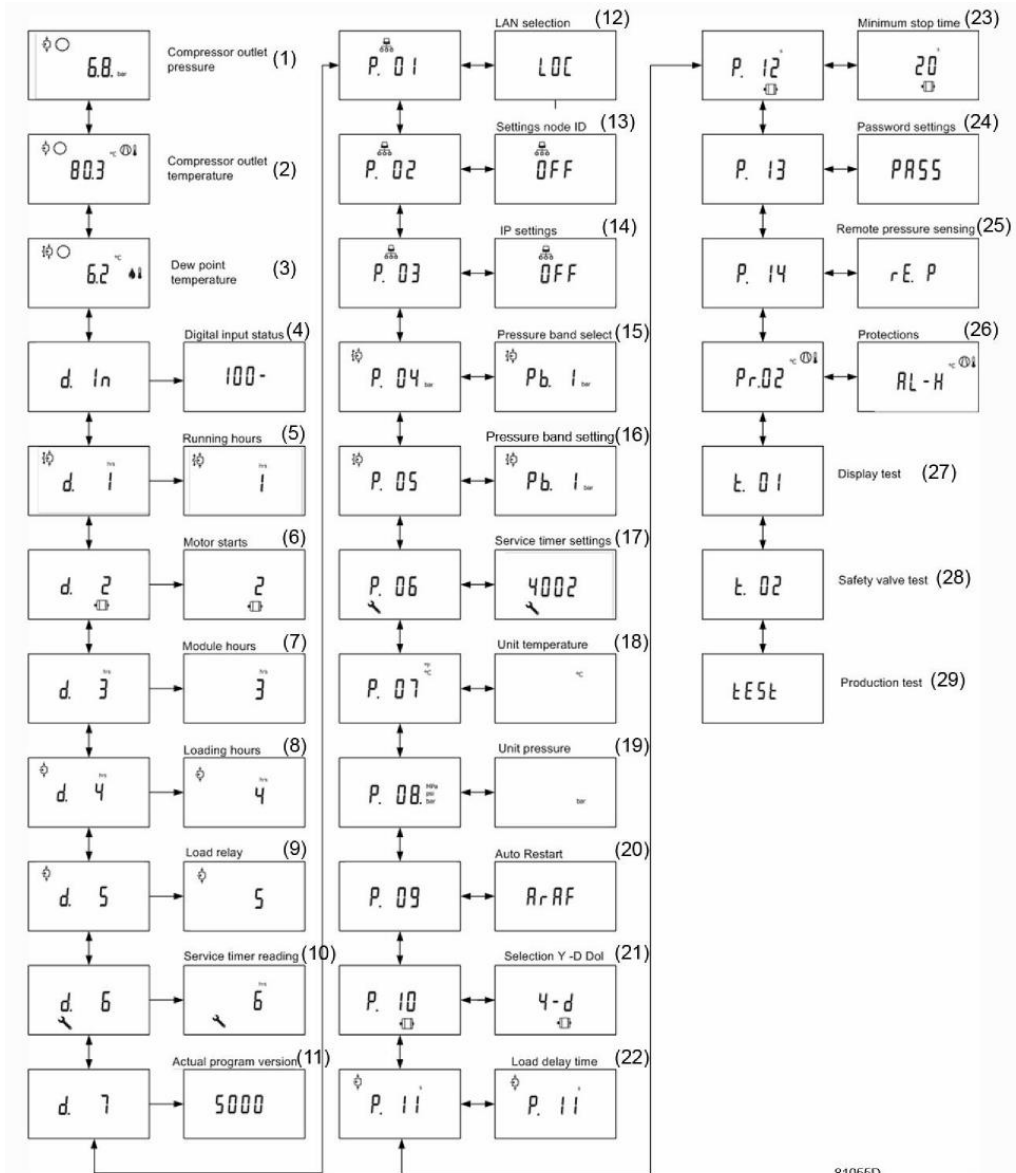 Compressor outlet
pressure (1)
6.8. bar
Compressor outlet
temperature (2)
80.3 °C
Dew point
temperature (3)
6.2 °C
Digital input status (4)
d. In
100-
Running hours (5)
d. 1 hrs
1 hrs
Motor starts (6)
d. 2
2
Module hours (7)
d. 3 hrs
3 hrs
Loading hours (8)
d. 4 hrs
4 hrs
Load relay (9)
d. 5
5
Service timer reading (10)
d. 6
6 hrs
Actual program version (11)
d. 7
5000
LAN selection (12)
P. 01
LOC
Settings node ID (13)
P. 02
OFF
IP settings (14)
P. 03
OFF
Pressure band select (15)
P. 04 bar
Pb. 1 bar
Pressure band setting (16)
P. 05
Pb. 1 bar
Service timer settings (17)
P. 06
4002
Unit temperature (18)
P. 07 °F °C
°C
Unit pressure (19)
P. 08. MPa psi bar
bar
Auto Restart (20)
P. 09
ArAF
Selection Y -D Dol (21)
P. 10
Y-d
Load delay time (22)
P. 11 s
P. 11 s
Minimum stop time (23)
P. 12 s
20 s
Password settings (24)
P. 13
PASS
Remote pressure sensing (25)
P. 14
rE. P
Protections (26)
Pr.02 °C
AL-H °C
t. 01
Display test (27)
t. 02
Safety valve test (28)
tESt
Production test (29)